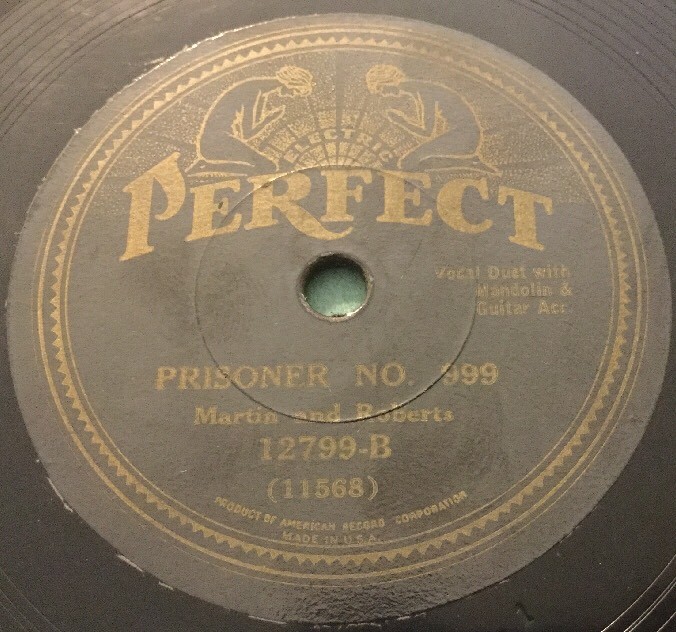 ELECTRIC
PERFECT
Vocal Duet with
Mandolin &
Guitar Acc.
PRISONER NO. 999
Martin and Roberts
12799-B
(11568)
PRODUCT OF AMERICAN RECORD CORPORATION
MADE IN U.S.A.